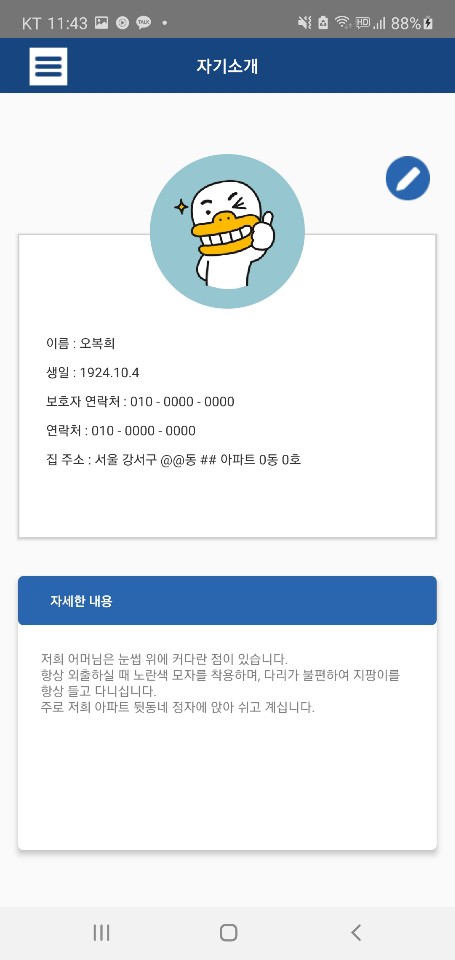 KT 11:43 TALK HD 88%
자기소개
이름 : 오복희
생일 : 1924.10.4
보호자 연락처 : 010 - 0000 - 0000
연락처 : 010 - 0000 - 0000
집 주소 : 서울 강서구 @@동 ## 아파트 0동 0호
자세한 내용
저희 어머님은 눈썹 위에 커다란 점이 있습니다.
항상 외출하실 때 노란색 모자를 착용하며, 다리가 불편하여 지팡이를
항상 들고 다니십니다.
주로 저희 아파트 뒷동네 정자에 앉아 쉬고 계십니다.